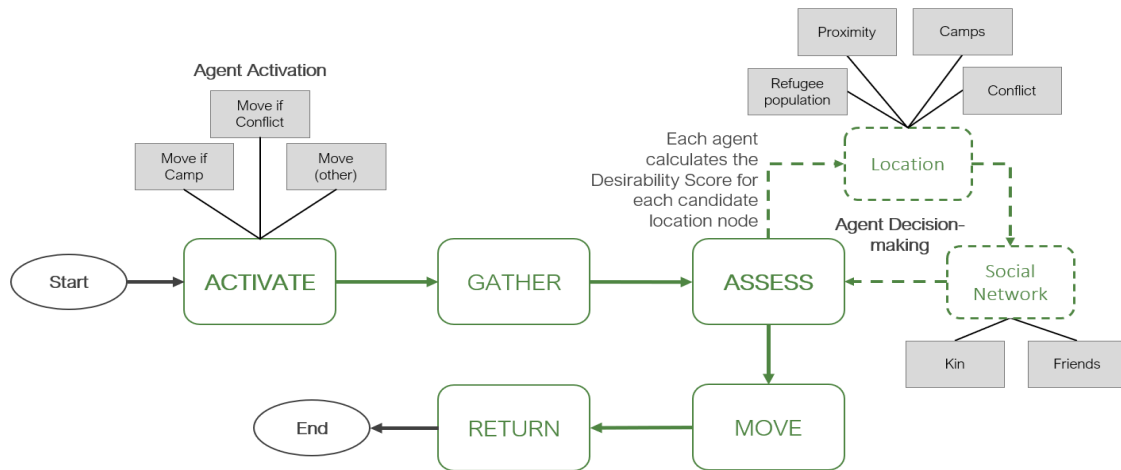 Proximity
Camps
Refugee
population
Conflict
Agent Activation
Move if
Conflict
Move if
Camp
Move
(other)
Each agent
calculates the
Desirability Score for
each candidate
location node
Location
Agent Decision-
making
Start
ACTIVATE
GATHER
ASSESS
Social
Network
Kin
Friends
End
RETURN
MOVE